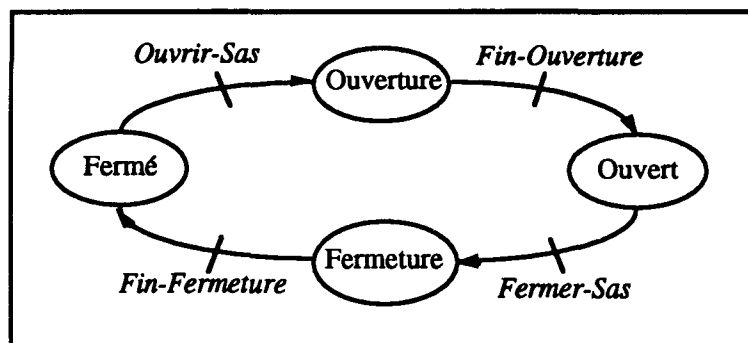 Ouvrir-Sas
Ouverture
Fin-Ouverture
Fermé
Ouvert
Fermeture
Fin-Fermeture
Fermer-Sas